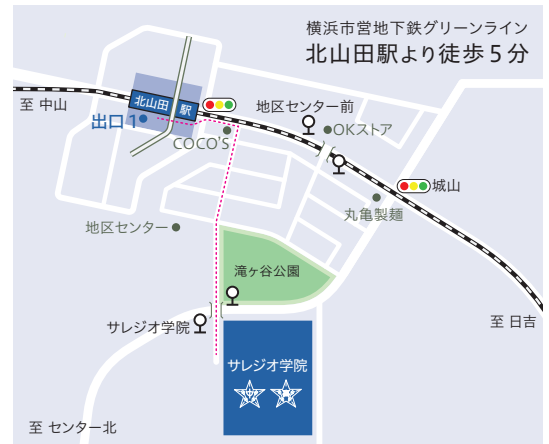 横浜市営地下鉄グリーンライン
北山田駅より徒歩5分
至 中山
北山田 駅
出口1
地区センター前
COCO'S
OKストア
城山
丸亀製麺
地区センター
滝ヶ谷公園
サレジオ学院
至 日吉
サレジオ学院
至 センター北